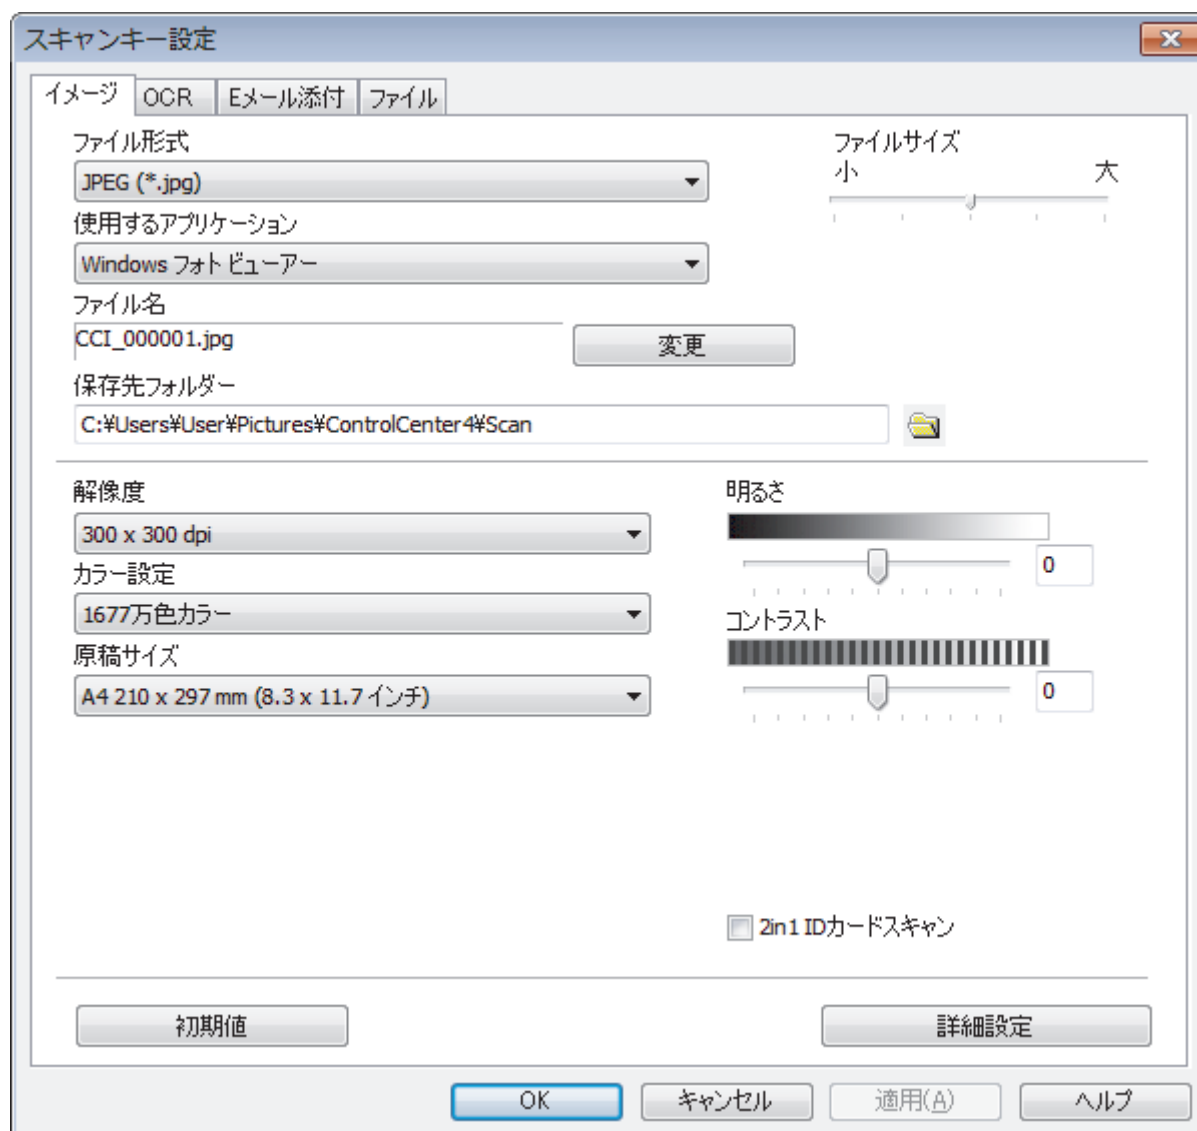 スキャンキー設定
イメージ OCR Eメール添付 ファイル
ファイル形式
JPEG (*.jpg)
ファイルサイズ
小 大
使用するアプリケーション
Windows フォト ビューアー
ファイル名
CCI_000001.jpg
変更
保存先フォルダー
C:¥Users¥User¥Pictures¥ControlCenter4¥Scan
解像度
300 x 300 dpi
カラー設定
1677万色カラー
原稿サイズ
A4 210 x 297 mm (8.3 x 11.7 インチ)
明るさ
0
コントラスト
0
2in1 IDカードスキャン
初期値
詳細設定
OK キャンセル 適用(A) ヘルプ